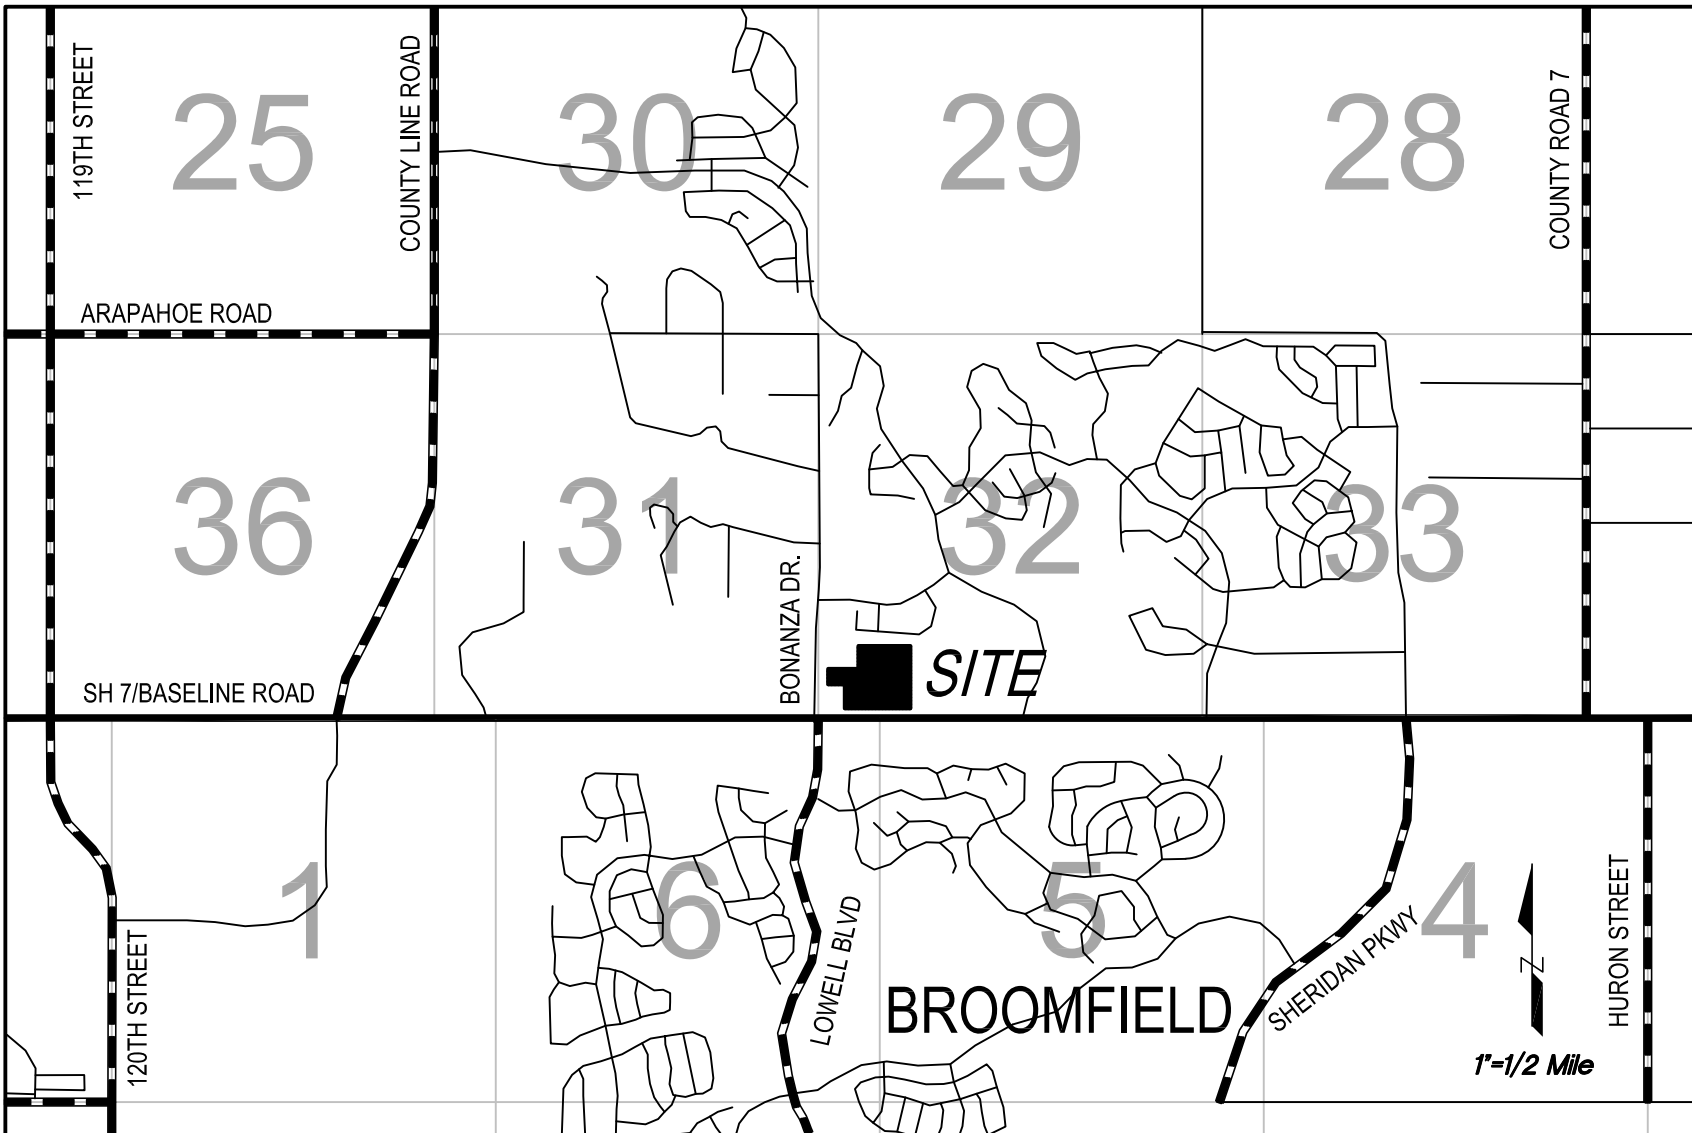 119TH STREET
25
COUNTY LINE ROAD
30
29
28
COUNTY ROAD 7
ARAPAHOE ROAD
36
31
32
33
BONANZA DR.
SITE
SH 7/BASELINE ROAD
1
6
5
4
120TH STREET
LOWELL BLVD
BROOMFIELD
SHERIDAN PKWY
N
HURON STREET
1"=1/2 Mile